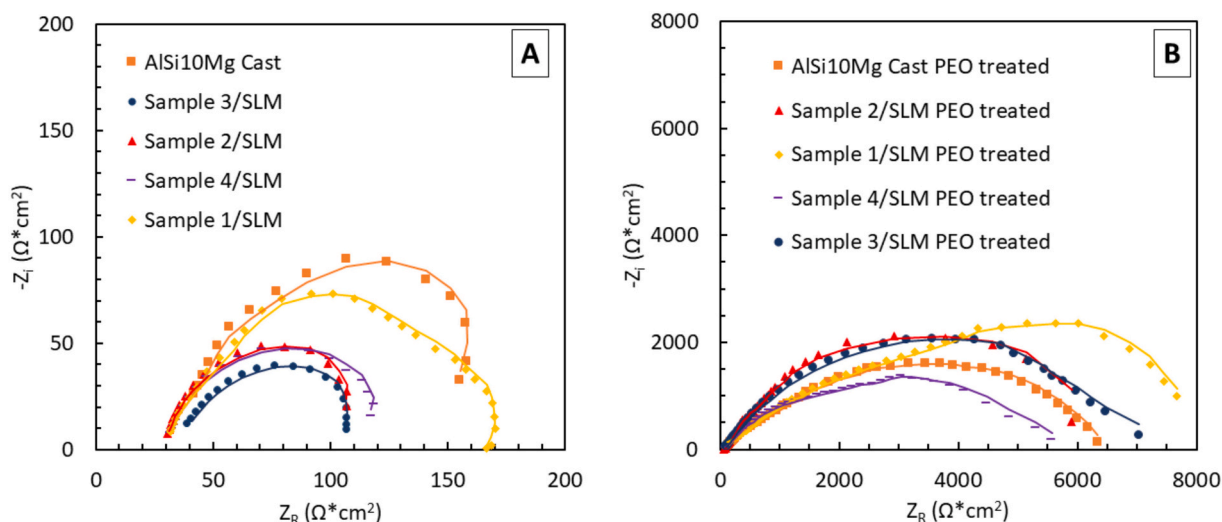 A
200
150
100
50
0
-Zᵢ (Ω*cm²)
AlSi10Mg Cast
Sample 3/SLM
Sample 2/SLM
Sample 4/SLM
Sample 1/SLM
0 50 100 150 200
Z_R (Ω*cm²)
B
8000
6000
4000
2000
0
-Zᵢ (Ω*cm²)
AlSi10Mg Cast PEO treated
Sample 2/SLM PEO treated
Sample 1/SLM PEO treated
Sample 4/SLM PEO treated
Sample 3/SLM PEO treated
0 2000 4000 6000 8000
Z_R (Ω*cm²)